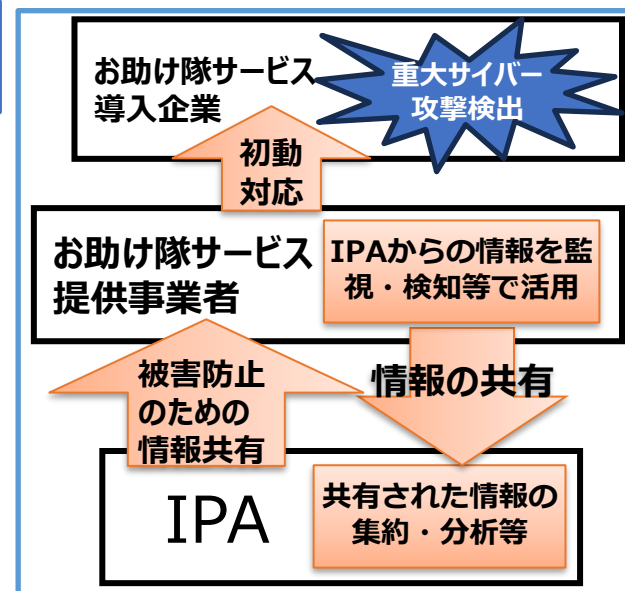 お助け隊サービス
導入企業
重大サイバー
攻撃検出
初動
対応
お助け隊サービス
提供事業者
IPAからの情報を監
視・検知等で活用
被害防止
のための
情報共有
情報の共有
IPA
共有された情報の
集約・分析等